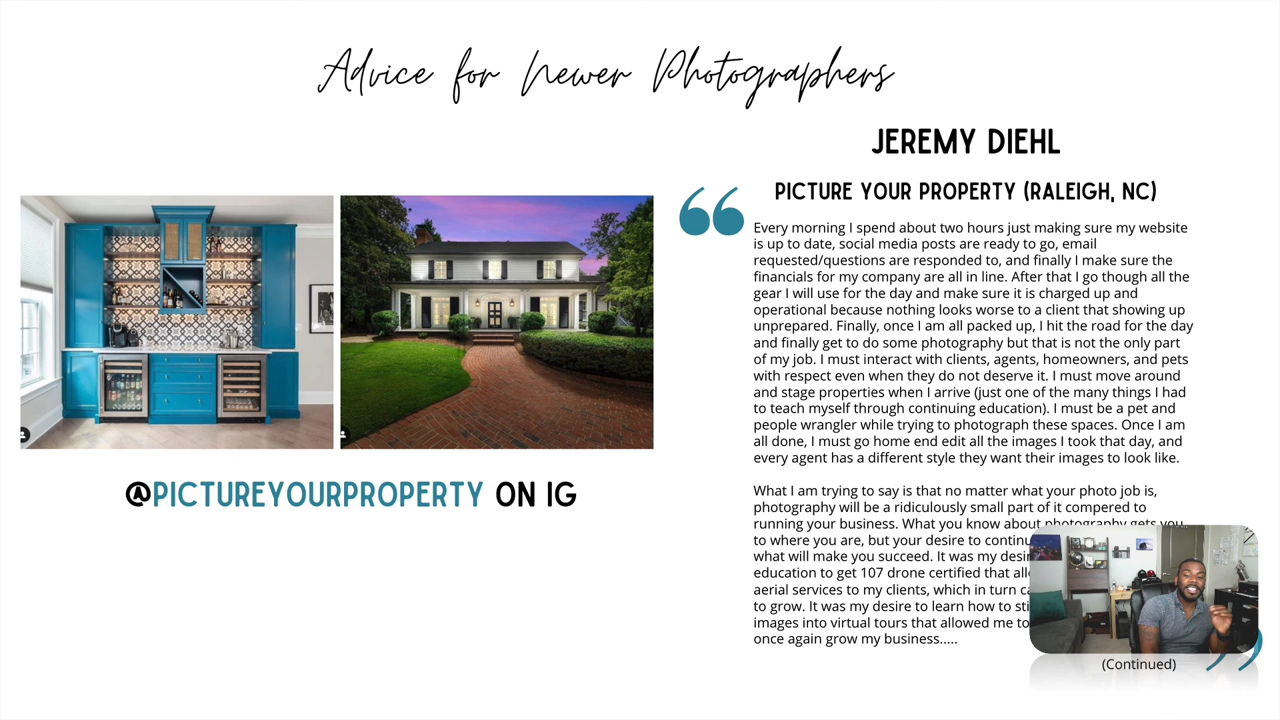 Advice for Newer Photographers
JEREMY DIEHL
PICTURE YOUR PROPERTY (RALEIGH, NC)
Every morning I spend about two hours just making sure my website
is up to date, social media posts are ready to go, email
requested/questions are responded to, and finally I make sure the
financials for my company are all in line. After that I go though all the
gear I will use for the day and make sure it is charged up and
operational because nothing looks worse to a client that showing up
unprepared. Finally, once I am all packed up, I hit the road for the day
and finally get to do some photography but that is not the only part
of my job. I must interact with clients, agents, homeowners, and pets
with respect even when they do not deserve it. I must move around
and stage properties when I arrive (just one of the many things I had
to teach myself through continuing education). I must be a pet and
people wrangler while trying to photograph these spaces. Once I am
all done, I must go home end edit all the images I took that day, and
every agent has a different style they want their images to look like.
What I am trying to say is that no matter what your photo job is,
photography will be a ridiculously small part of it compered to
running your business. What you know about photography gets you
to where you are, but your desire to
what will make you succeed. It was my
education to get 107 drone certified that
aerial services to my clients, which in turn
to grow. It was my desire to learn how to
images into virtual tours that allowed me to
once again grow my business.....
(Continued)
@PICTUREYOURPROPERTY ON IG